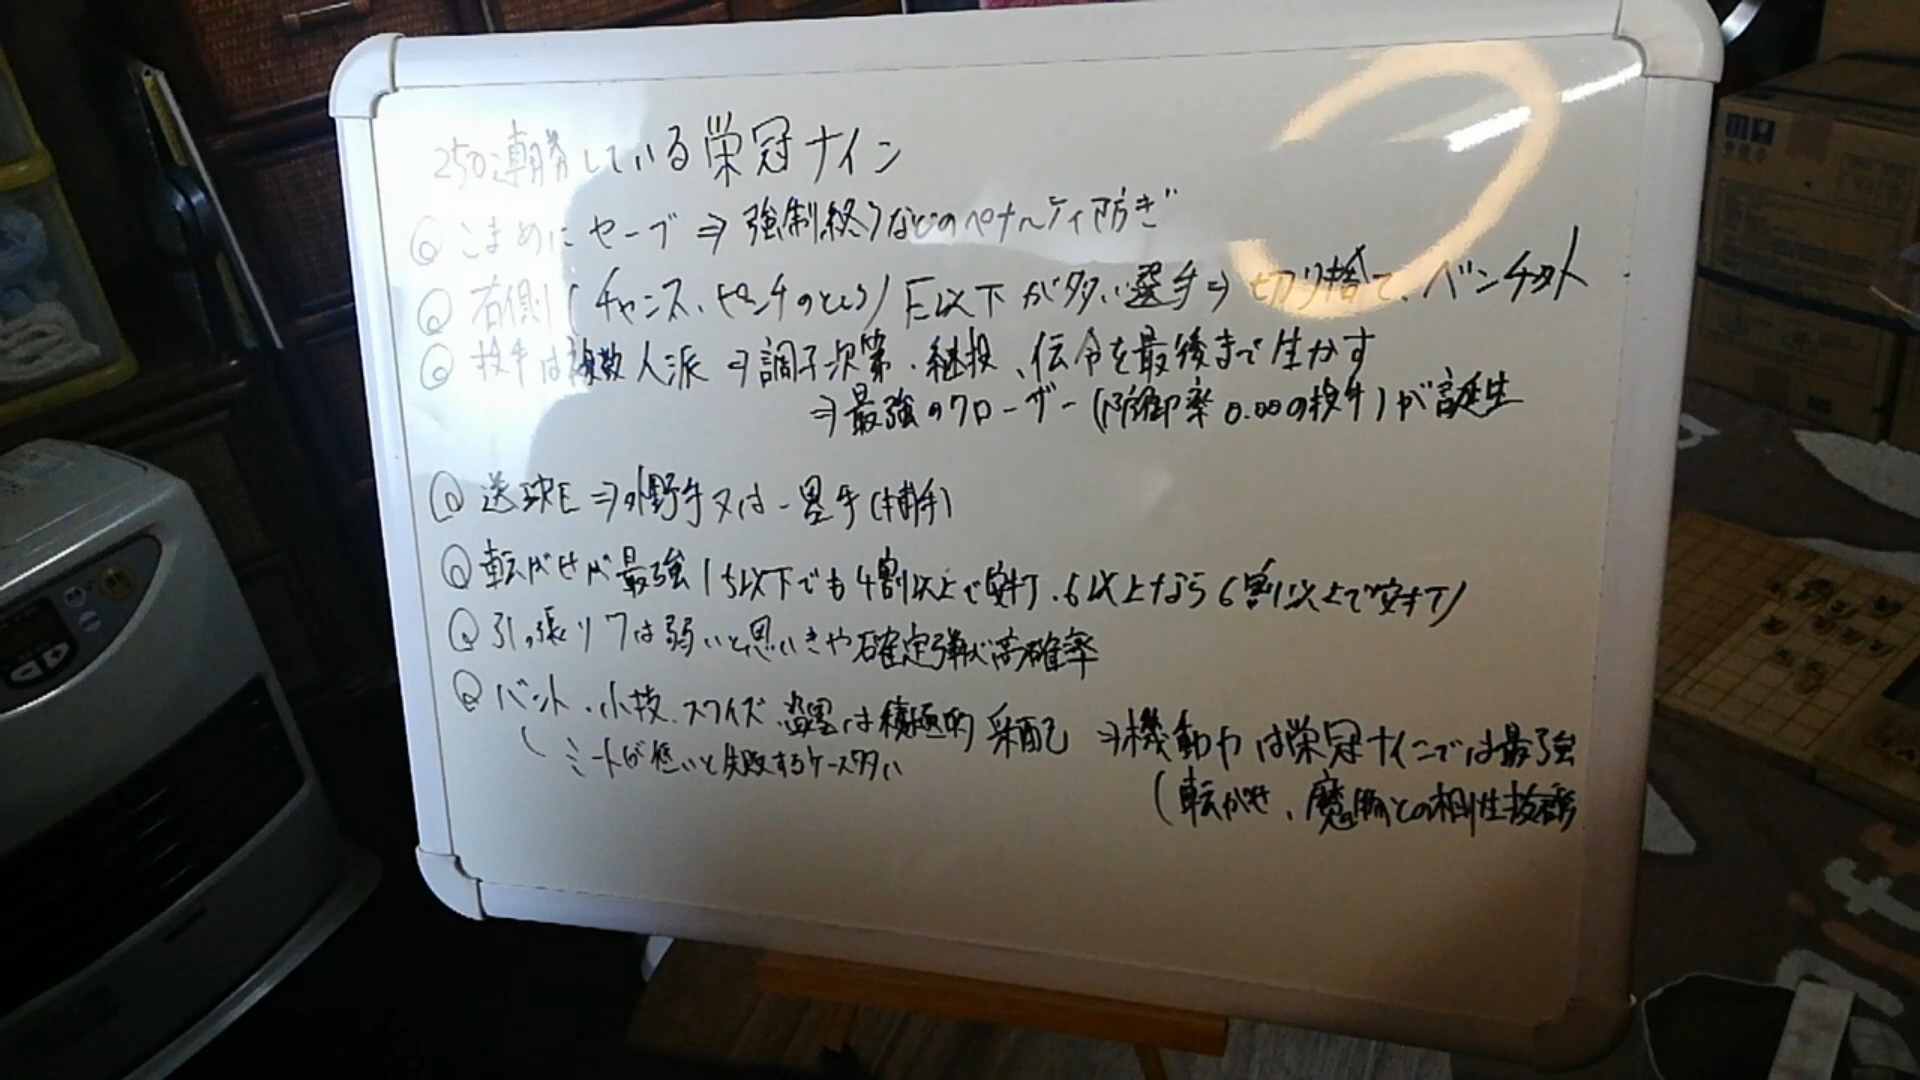 250連勝している栄冠ナイン
◎ こまめにセーブ ⇒ 強制終了などのペナルティ防ぎ
◎ 右側(チャンス、ピンチのところ) E以下が多い選手⇒ 切り捨て、ベンチ外
◎ 投手は複数人派 ⇒調子次第、継投、伝令を最後まで生かす
⇒最強のクローザー(防御率0.00の投手)が誕生
◎ 送球E ⇒外野手又は一塁手(捕手)
◎ 転がせが最強(5以下でも4割以上で安打、6以上なら6割以上で安打)
◎ 引っ張り7は弱いと思いきや確定弾が高確率
◎ バント、小技、スクイズ、盗塁は積極的采配 ⇒機動力は栄冠ナインでは最強
( ミートが低いと失敗するケース多い
(転がせ、魔物との相性抜群